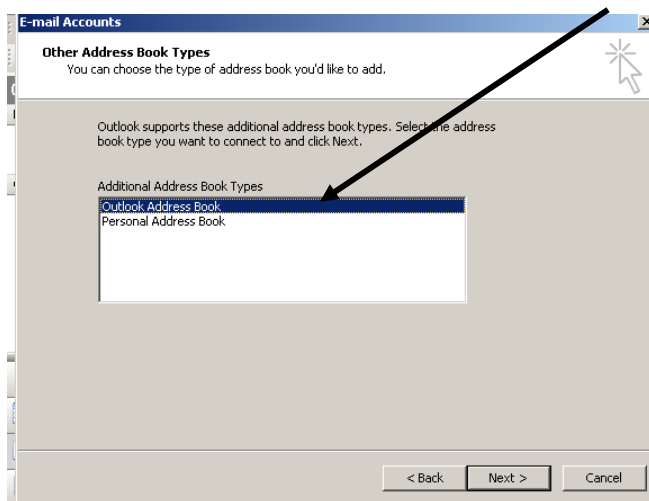 E-mail Accounts
Other Address Book Types
You can choose the type of address book you'd like to add.
Outlook supports these additional address book types. Select the address
book type you want to connect to and click Next.
Additional Address Book Types
Outlook Address Book
Personal Address Book
< Back
Next >
Cancel